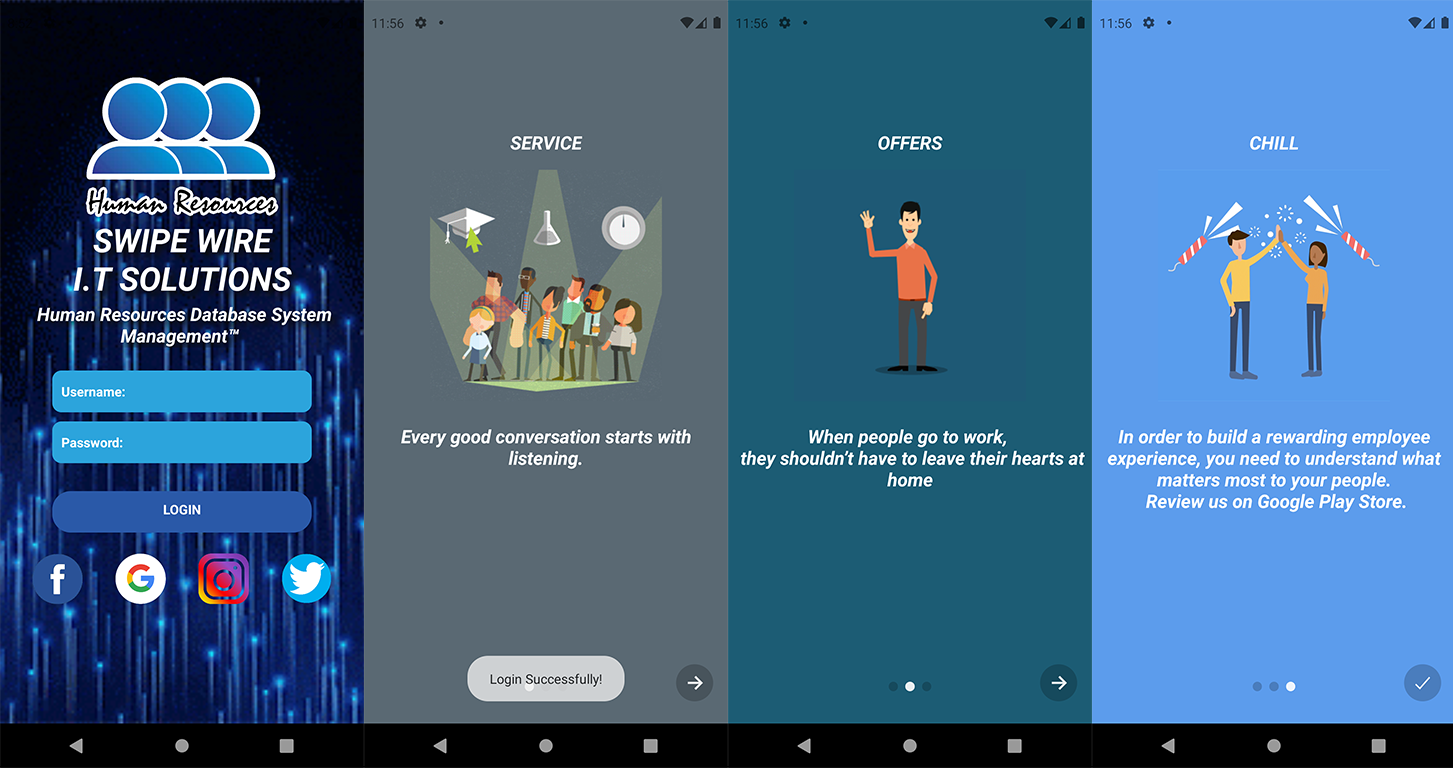 Human Resources
SWIPE WIRE
I.T SOLUTIONS
Human Resources Database System
Management™
Username:
Password:
LOGIN
f
G
11:56
SERVICE
Every good conversation starts with
listening.
Login Successfully!
11:56
OFFERS
When people go to work,
they shouldn’t have to leave their hearts at
home
11:56
CHILL
In order to build a rewarding employee
experience, you need to understand what
matters most to your people.
Review us on Google Play Store.